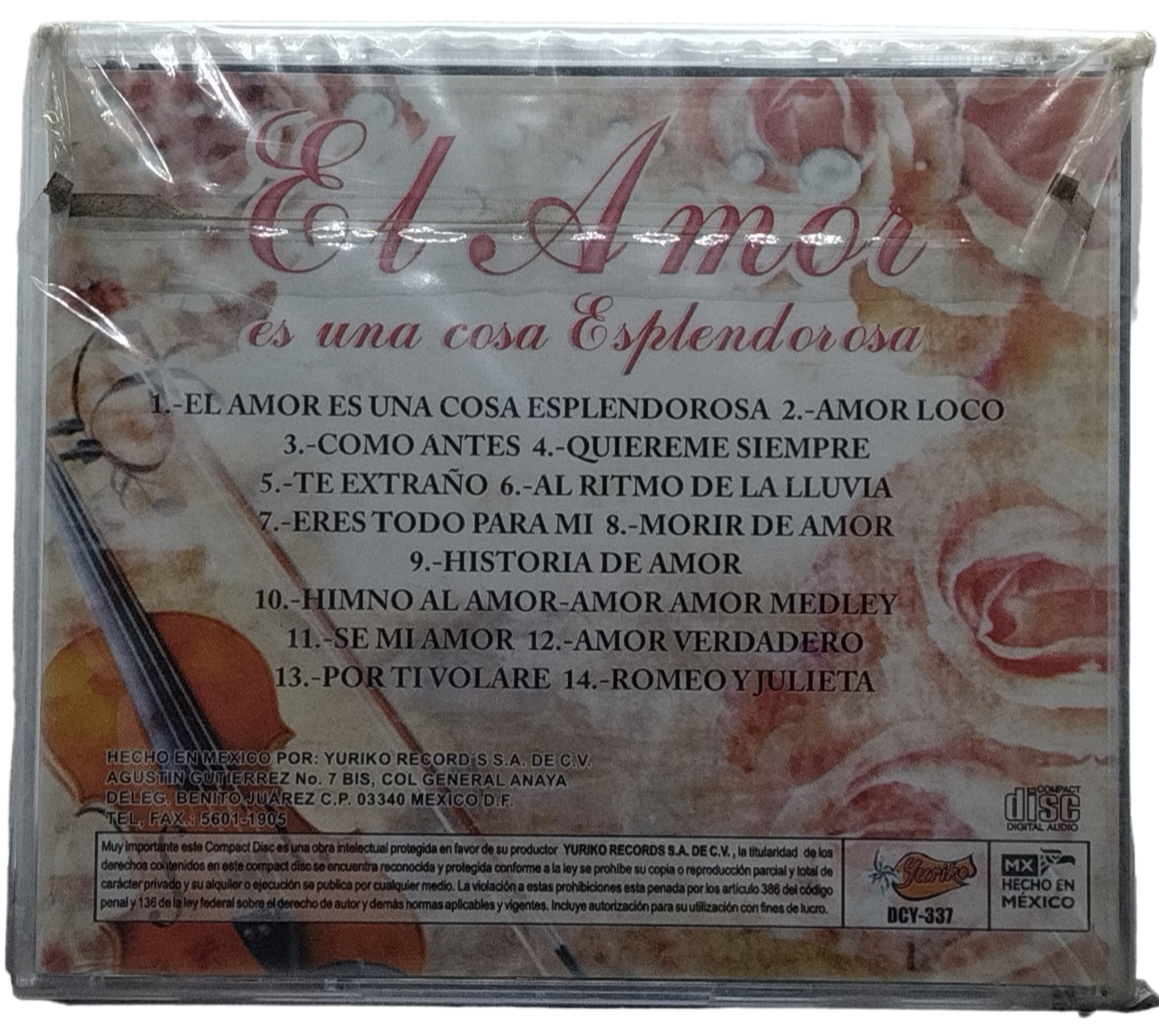 El Amor
es una cosa Esplendorosa
1.-EL AMOR ES UNA COSA ESPLENDOROSA 2.-AMOR LOCO
3.-COMO ANTES 4.-QUIEREME SIEMPRE
5.-TE EXTRAÑO 6.-AL RITMO DE LA LLUVIA
7.-ERES TODO PARA MI 8.-MORIR DE AMOR
9.-HISTORIA DE AMOR
10.-HIMNO AL AMOR-AMOR AMOR MEDLEY
11.-SE MI AMOR 12.-AMOR VERDADERO
13.-POR TI VOLARE 14.-ROMEO Y JULIETA
HECHO EN MEXICO POR: YURIKO RECORD´S S.A. DE C.V.
AGUSTIN GUTIERREZ No. 7 BIS, COL GENERAL ANAYA
DELEG. BENITO JUÁREZ C.P. 03340 MEXICO D.F.
TEL, FAX.: 5601-1905
COMPACT
disc
DIGITAL AUDIO
Muy importante este Compact Disc es una obra intelectual protegida en favor de su productor YURIKO RECORDS S.A. DE C.V. , la titularidad de los
derechos contenidos en este compact disc se encuentra reconocida y protegida conforme a la ley se prohibe su copia o reproducción parcial y total de
carácter privado y su alquiler o ejecución se publica por cualquier medio. La violación a estas prohibiciones esta penada por los artículo 386 del código
penal y 136 de la ley federal sobre el derecho de autor y demás normas aplicables y vigentes. Incluye autorización para su utilización con fines de lucro.
Yuriko
DCY-337
MX
HECHO EN
MÉXICO